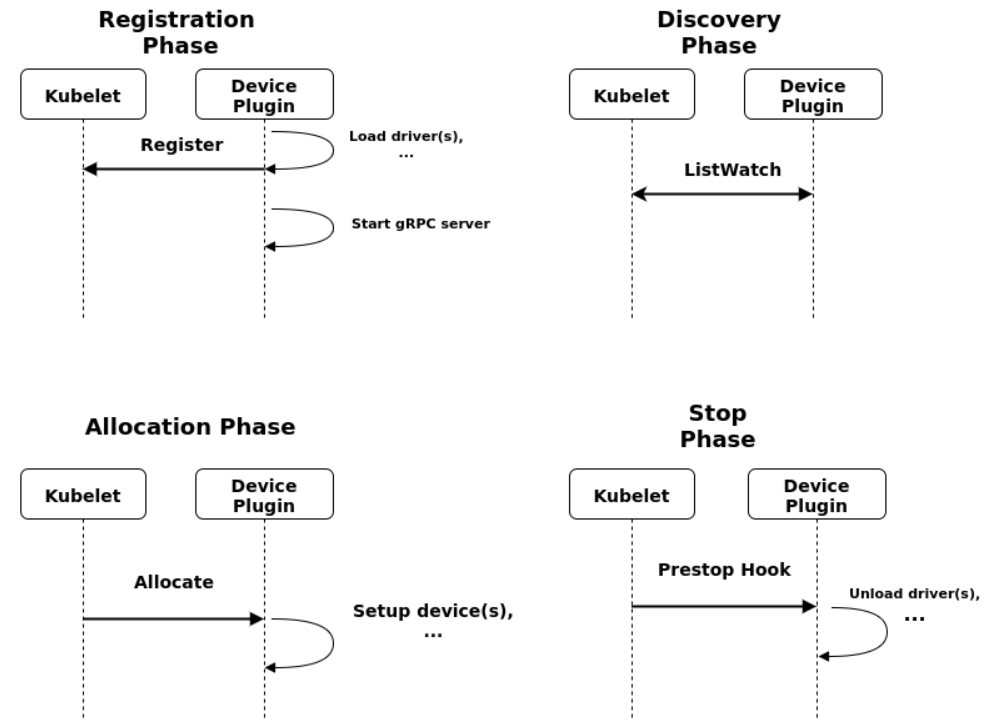 Registration
Phase
Kubelet
Device
Plugin
Register
Load driver(s),
...
Start gRPC server
Discovery
Phase
Kubelet
Device
Plugin
ListWatch
Allocation Phase
Kubelet
Device
Plugin
Allocate
Setup device(s),
...
Stop
Phase
Kubelet
Device
Plugin
Prestop Hook
Unload driver(s),
...